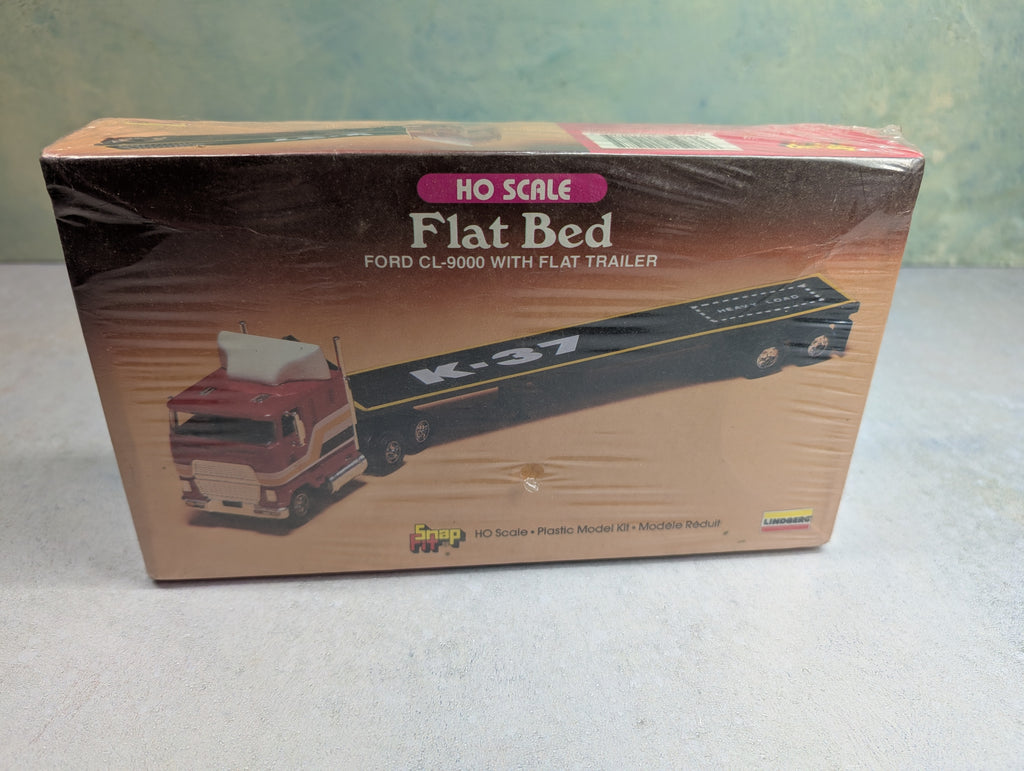 HO SCALE
Flat Bed
FORD CL-9000 WITH FLAT TRAILER
HEAVY LOAD
K-37
Snap
FIT
HO Scale • Plastic Model Kit • Modèle Réduit
LINDBERG